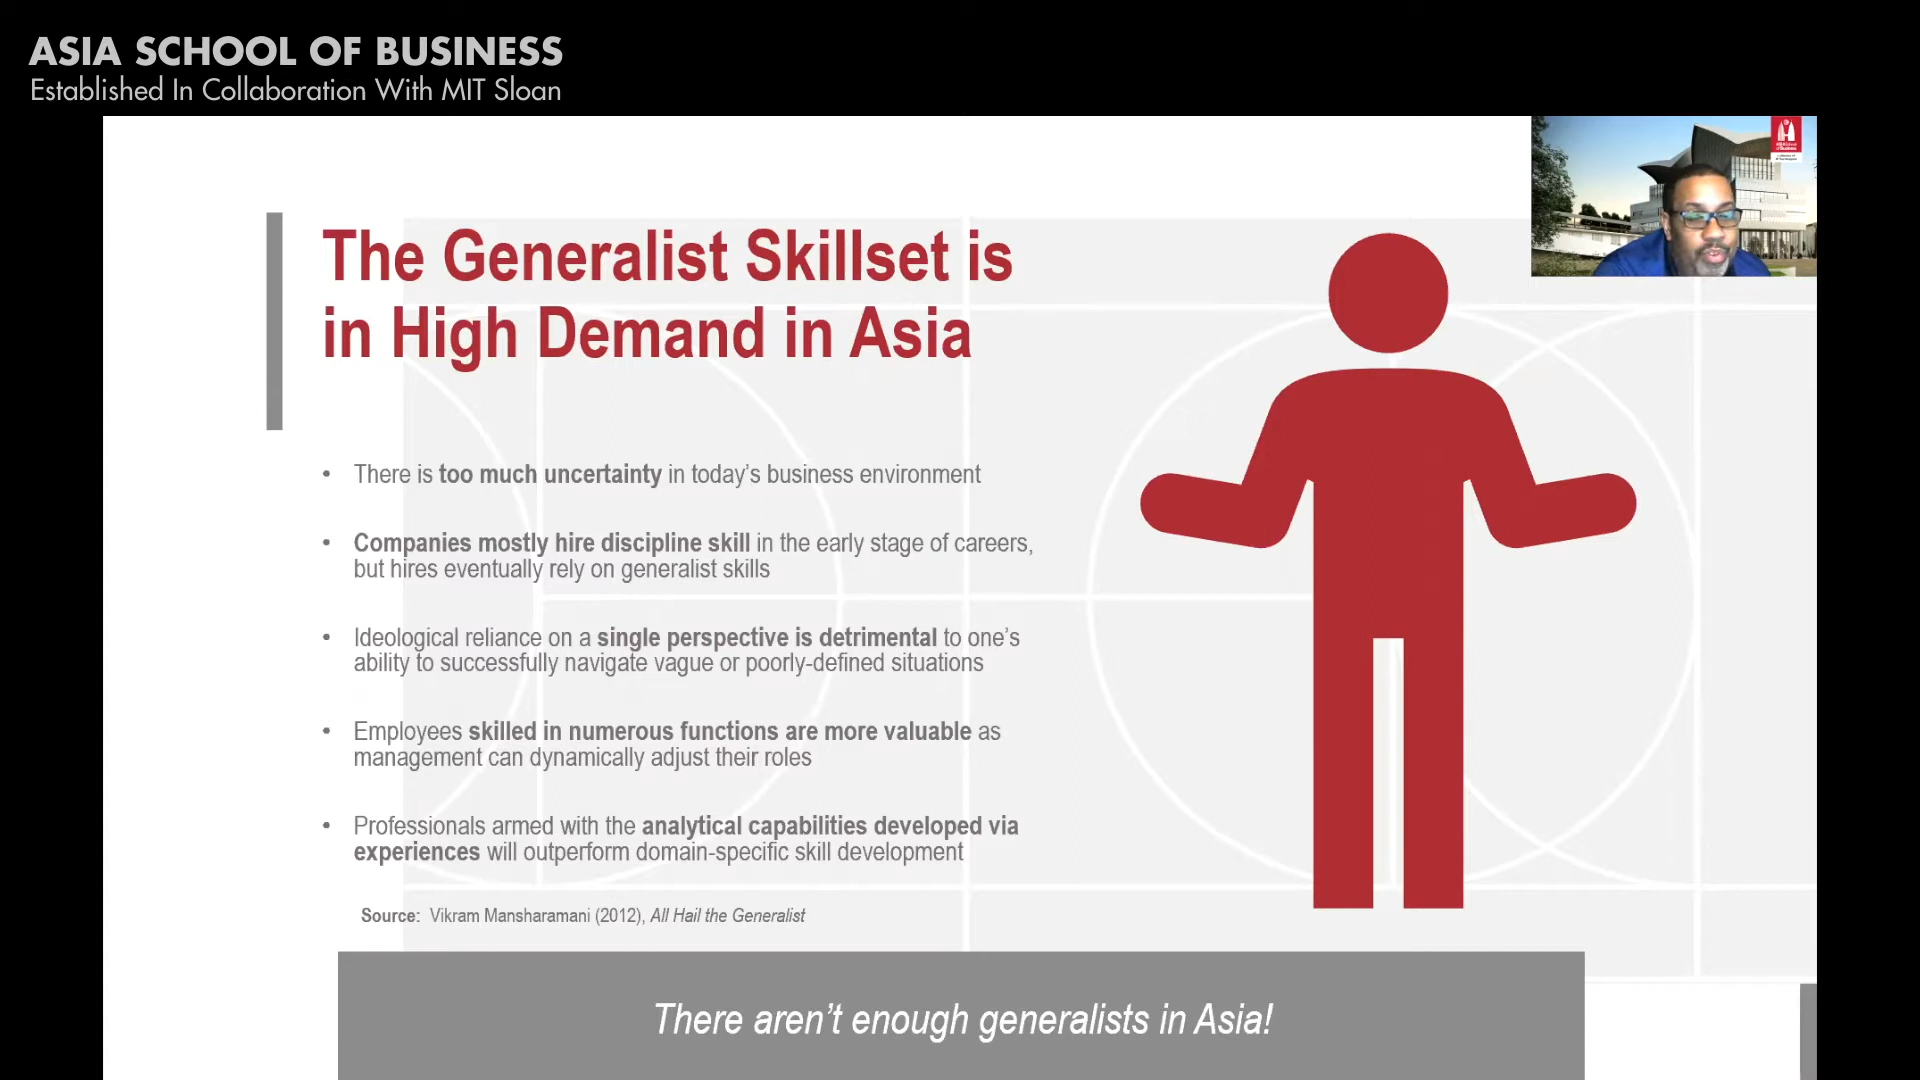 ASIA SCHOOL OF BUSINESS
Established In Collaboration With MIT Sloan
The Generalist Skillset is
in High Demand in Asia
• There is too much uncertainty in today's business environment
• Companies mostly hire discipline skill in the early stage of careers,
but hires eventually rely on generalist skills
• Ideological reliance on a single perspective is detrimental to one's
ability to successfully navigate vague or poorly-defined situations
• Employees skilled in numerous functions are more valuable as
management can dynamically adjust their roles
• Professionals armed with the analytical capabilities developed via
experiences will outperform domain-specific skill development
Source: Vikram Mansharamani (2012), All Hail the Generalist
There aren't enough generalists in Asia!